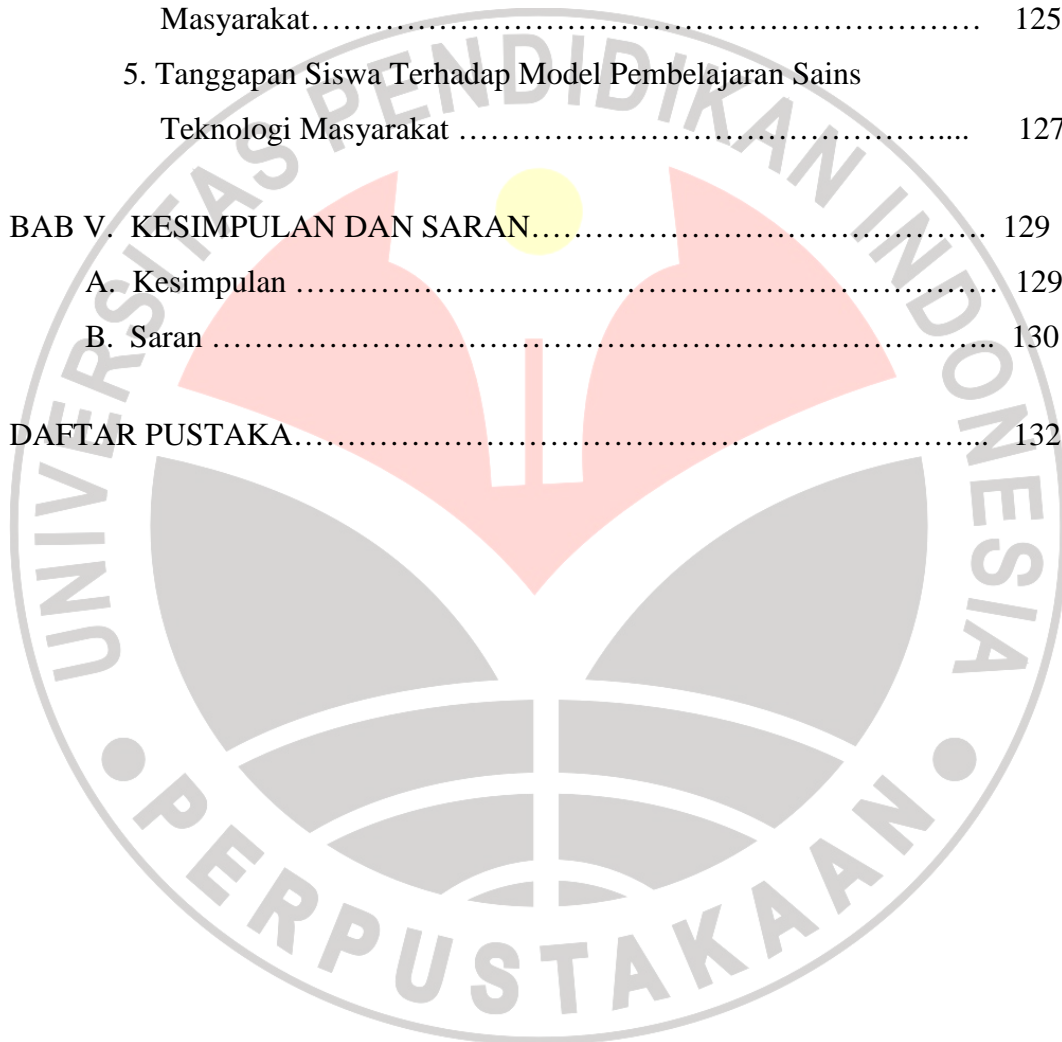 Masyarakat……………………………………………………… 125
5. Tanggapan Siswa Terhadap Model Pembelajaran Sains
Teknologi Masyarakat ……………………………………….... 127
BAB V. KESIMPULAN DAN SARAN……………………………………. 129
A. Kesimpulan ………………………………………………………… 129
B. Saran ……………………………………………………………….. 130
DAFTAR PUSTAKA………………………………………………………... 132
UNIVERSITAS PENDIDIKAN INDONESIA
PERPUSTAKAAN